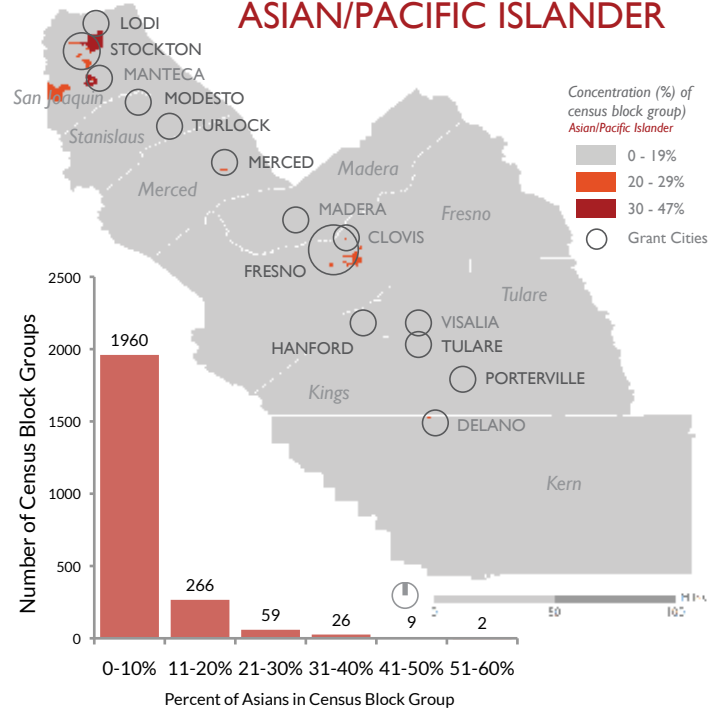 ASIAN/PACIFIC ISLANDER
LODI
STOCKTON
MANTECA
San Joaquin
MODESTO
Stanislaus
TURLOCK
MERCED
Merced
Madera
MADERA
Fresno
CLOVIS
FRESNO
Tulare
VISALIA
HANFORD
TULARE
PORTERVILLE
Kings
DELANO
Kern
Concentration (%) of
census block group)
Asian/Pacific Islander
0 - 19%
20 - 29%
30 - 47%
Grant Cities
Number of Census Block Groups
2500
2000
1500
1000
500
0
1960
266
59
26
9
2
0-10% 11-20% 21-30% 31-40% 41-50% 51-60%
Percent of Asians in Census Block Group
50